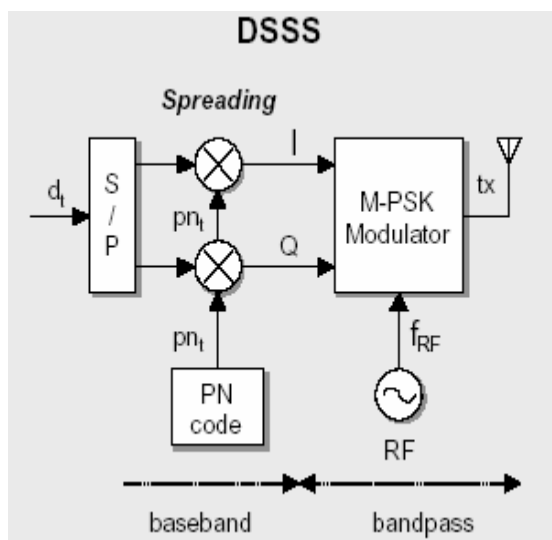 DSSS
Spreading
I
S
/
P
d_t
pn_t
M-PSK
Modulator
tx
Q
pn_t
f_RF
PN
code
RF
baseband
bandpass